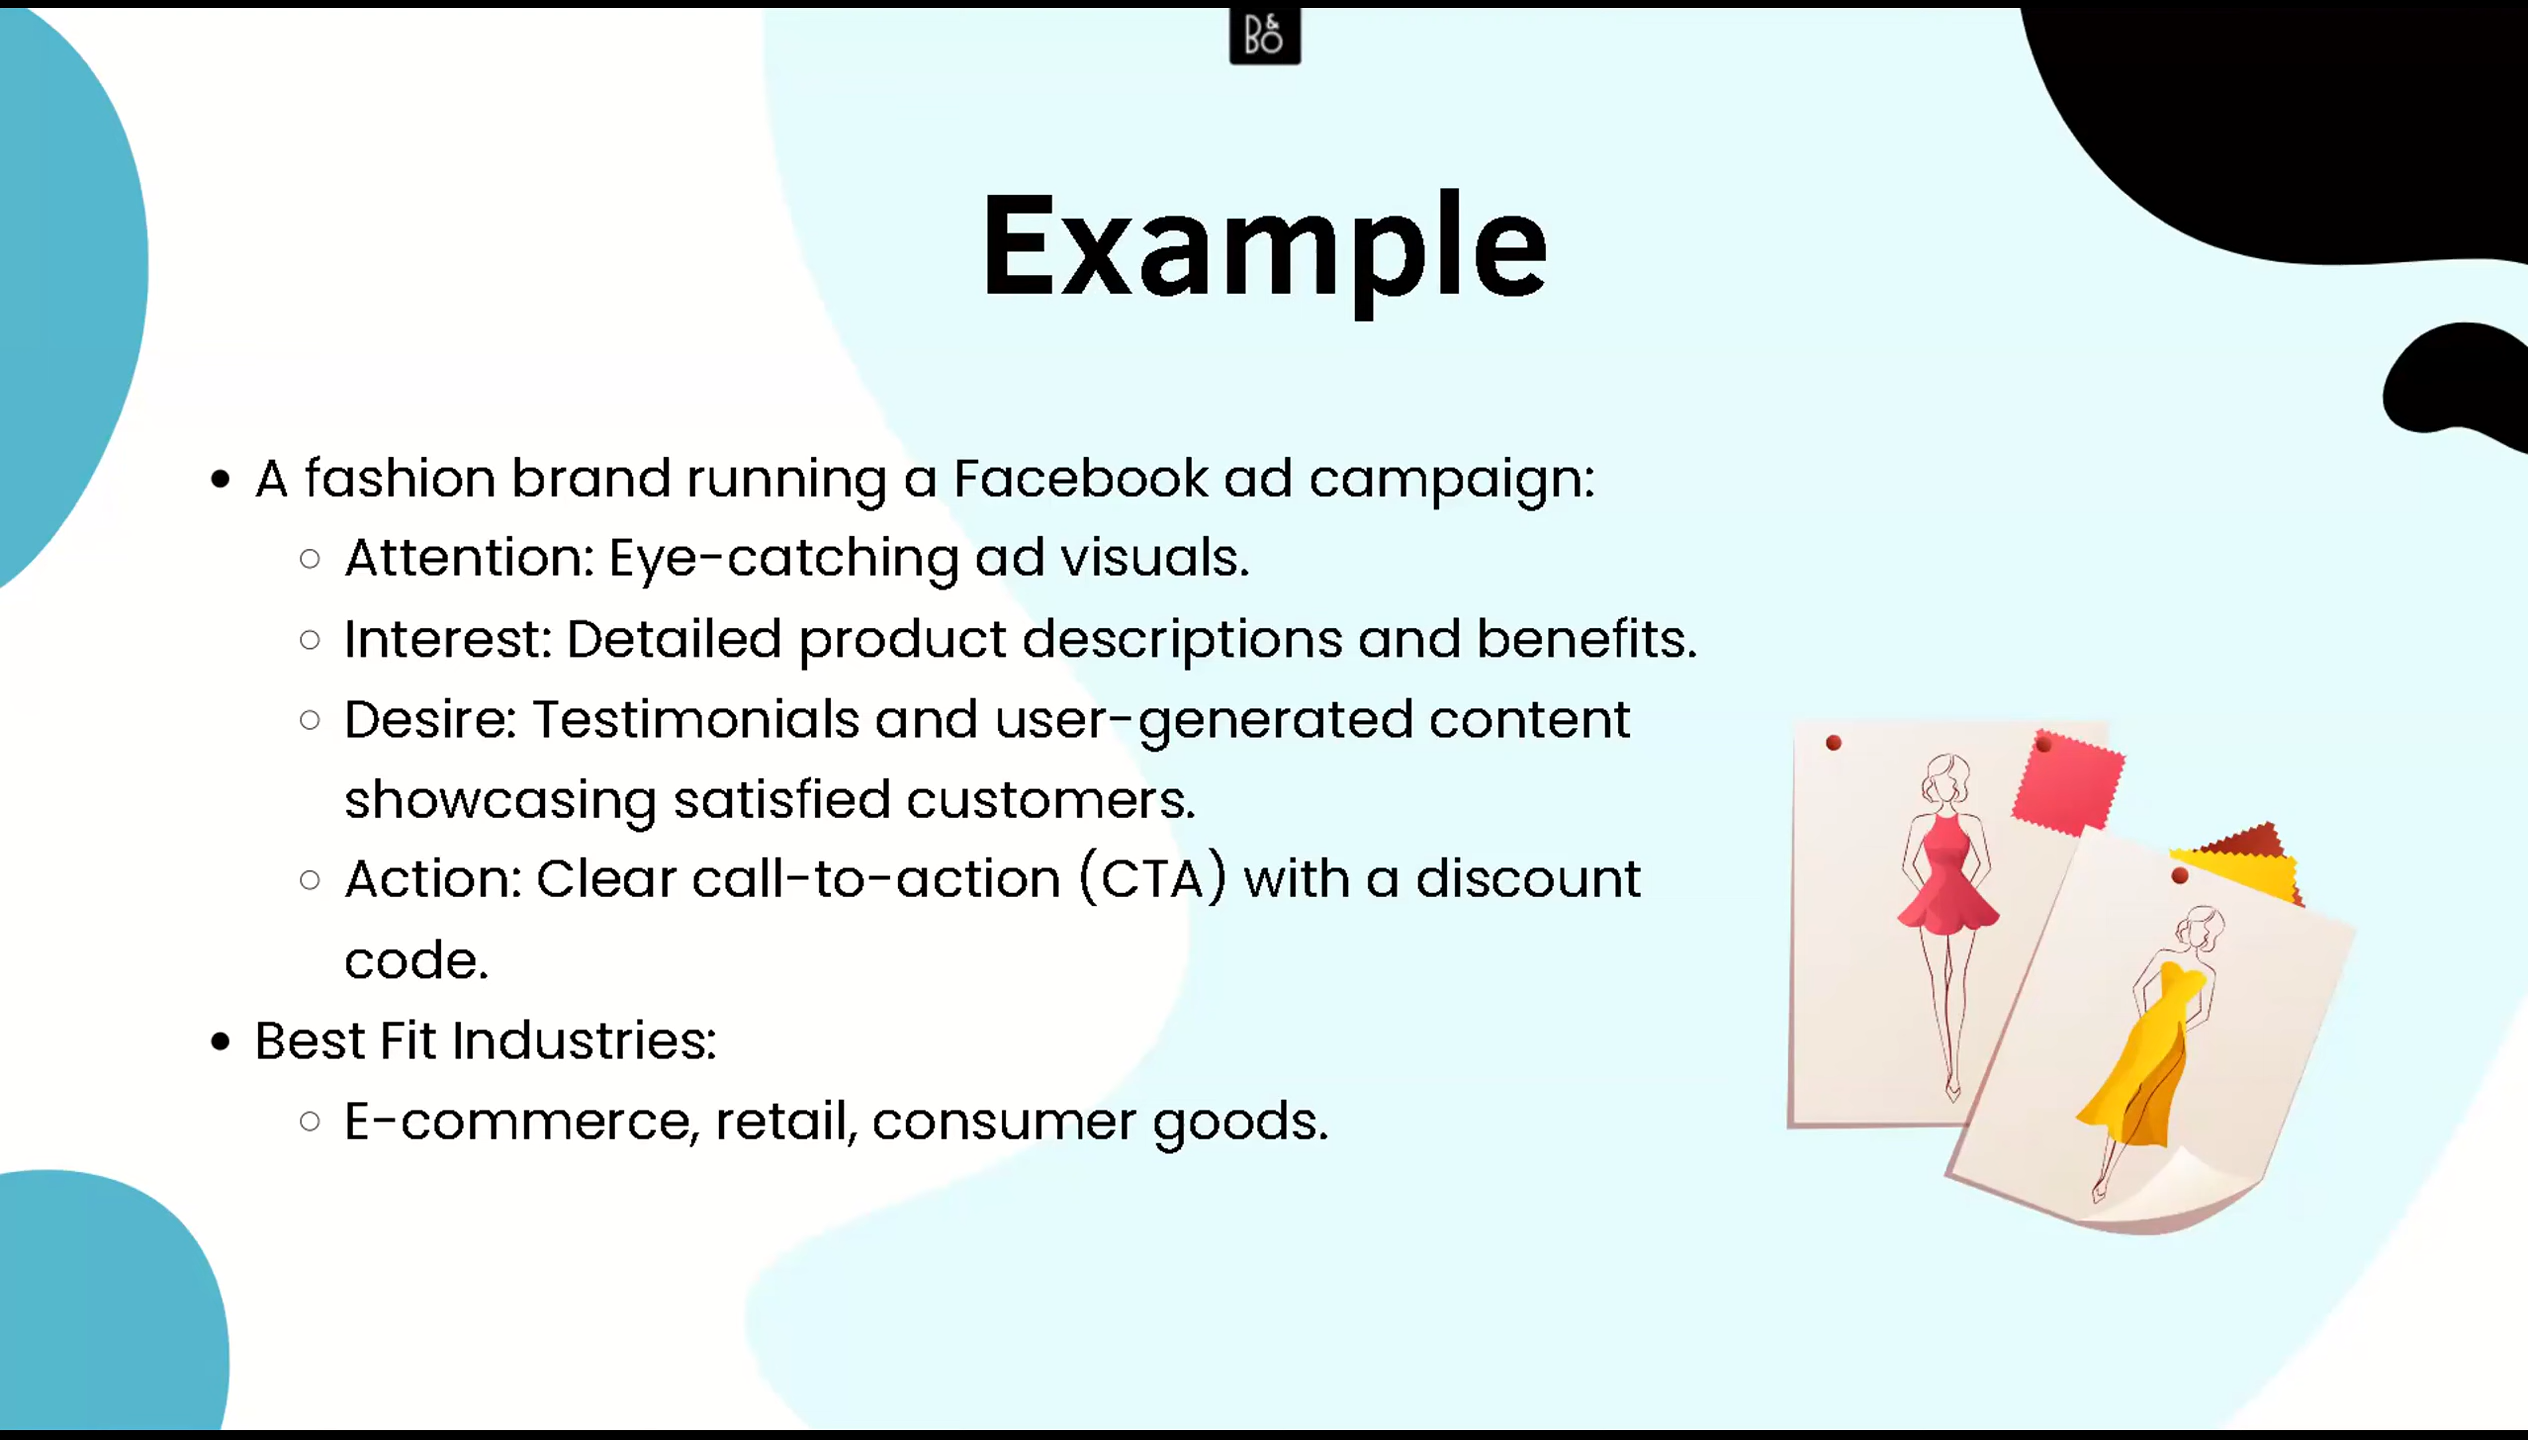 B&O
Example
• A fashion brand running a Facebook ad campaign:
○ Attention: Eye-catching ad visuals.
○ Interest: Detailed product descriptions and benefits.
○ Desire: Testimonials and user-generated content
showcasing satisfied customers.
○ Action: Clear call-to-action (CTA) with a discount
code.
• Best Fit Industries:
○ E-commerce, retail, consumer goods.